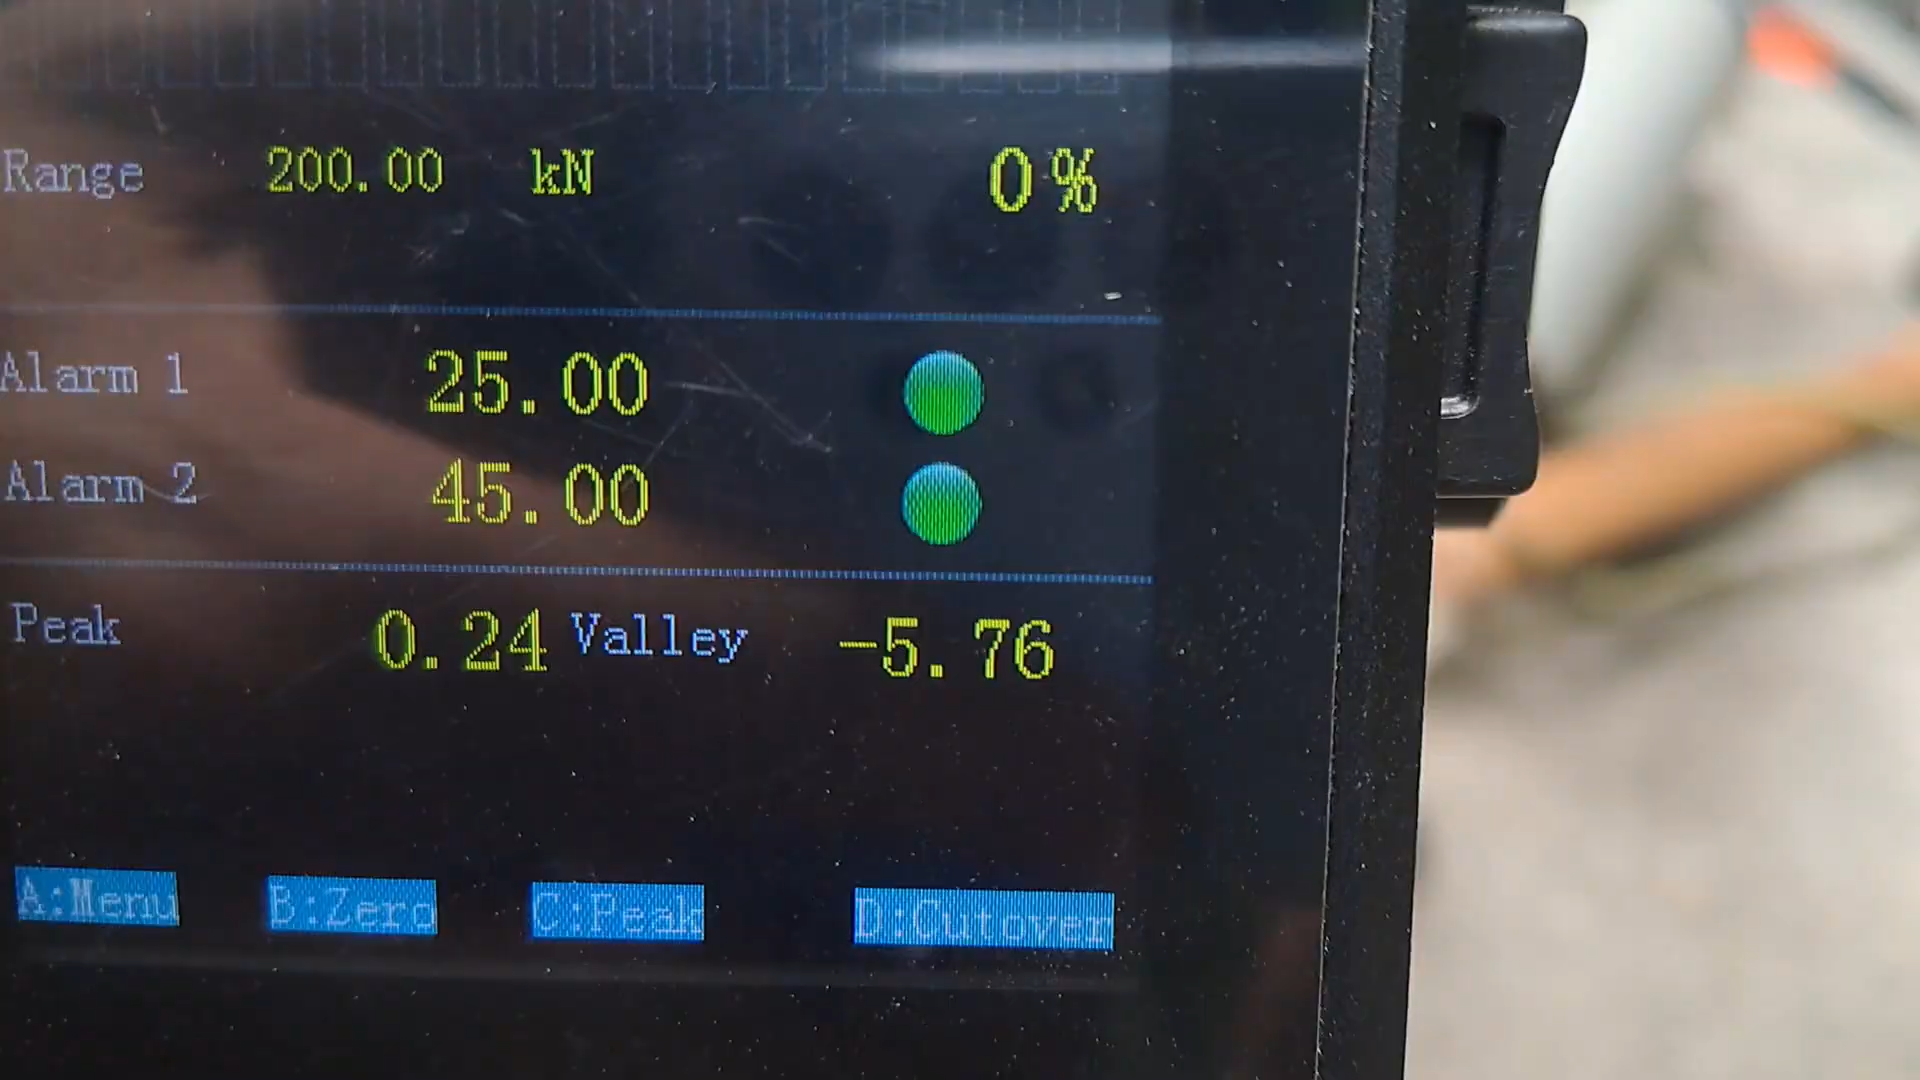 Range 200.00 kN 0%
Alarm 1 25.00
Alarm 2 45.00
Peak 0.24 Valley -5.76
A:Menu B:Zero C:Peak D:Cutover